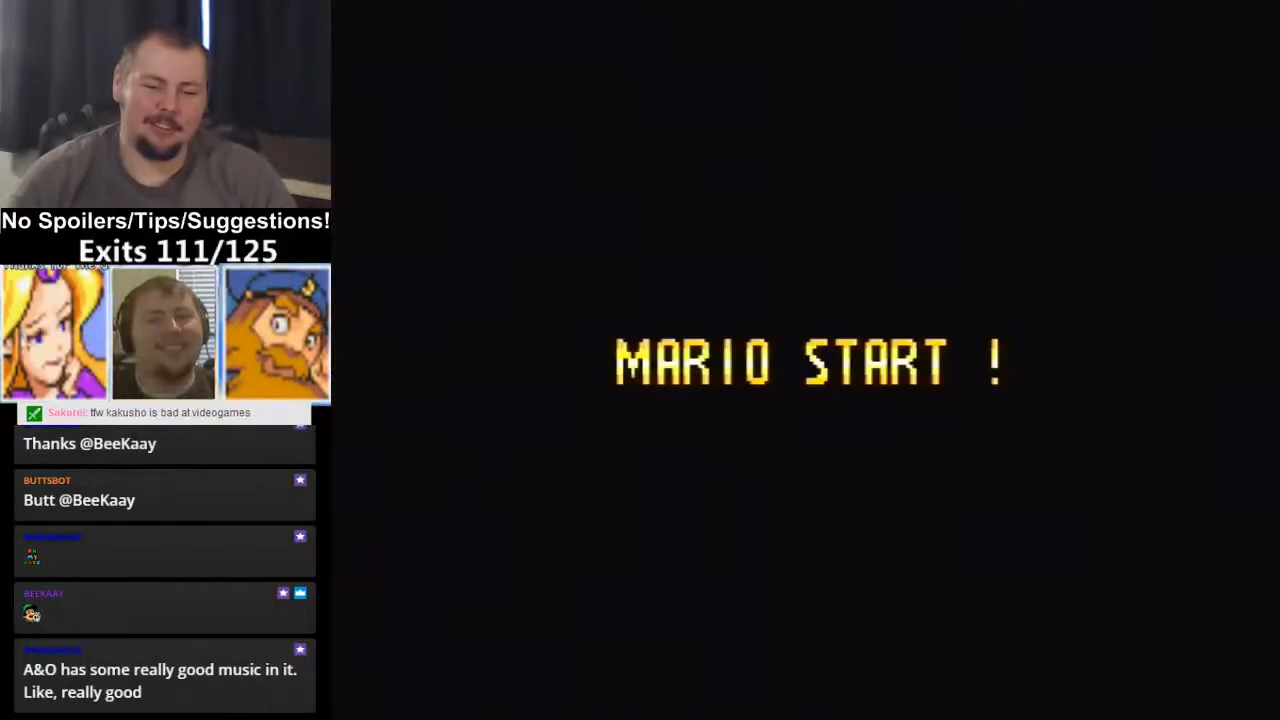 No Spoilers/Tips/Suggestions!
Exits 111/125
Sakurei: tfw kakusho is bad at videogames
Thanks @BeeKaay
BUTTSBOT
Butt @BeeKaay
BEEKAAY
A&O has some really good music in it.
Like, really good
MARIO START !